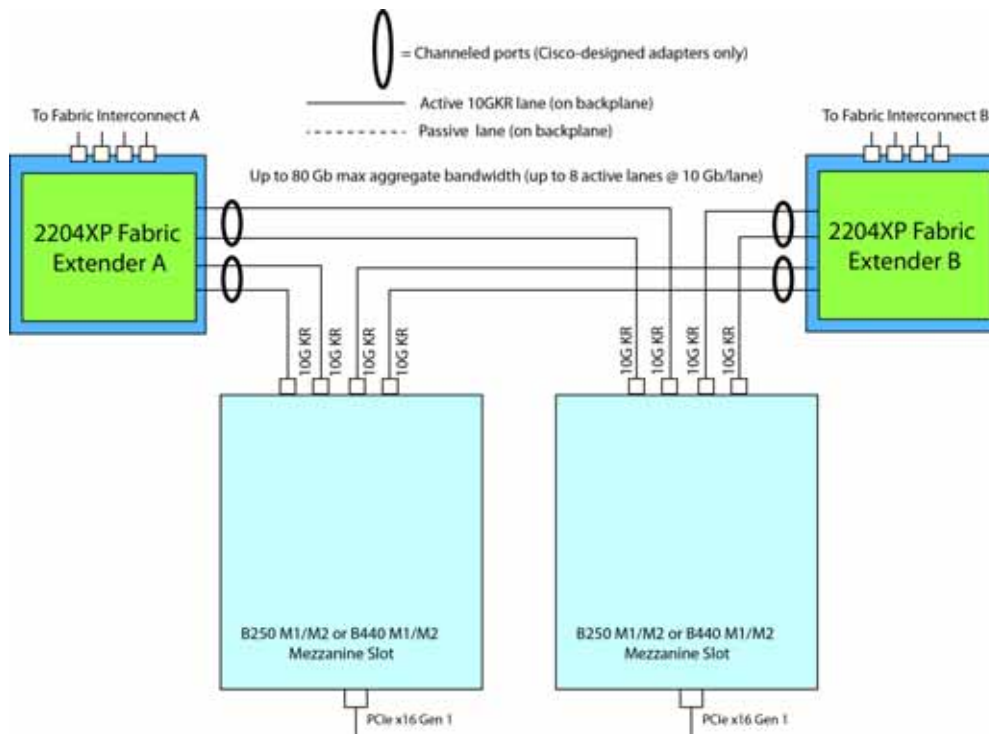 = Channeled ports (Cisco-designed adapters only)
Active 10GKR lane (on backplane)
Passive lane (on backplane)
To Fabric Interconnect A
To Fabric Interconnect B
Up to 80 Gb max aggregate bandwidth (up to 8 active lanes @ 10 Gb/lane)
2204XP Fabric
Extender A
2204XP Fabric
Extender B
10G KR
10G KR
10G KR
10G KR
10G KR
10G KR
10G KR
10G KR
B250 M1/M2 or B440 M1/M2
Mezzanine Slot
B250 M1/M2 or B440 M1/M2
Mezzanine Slot
PCIe x16 Gen 1
PCIe x16 Gen 1